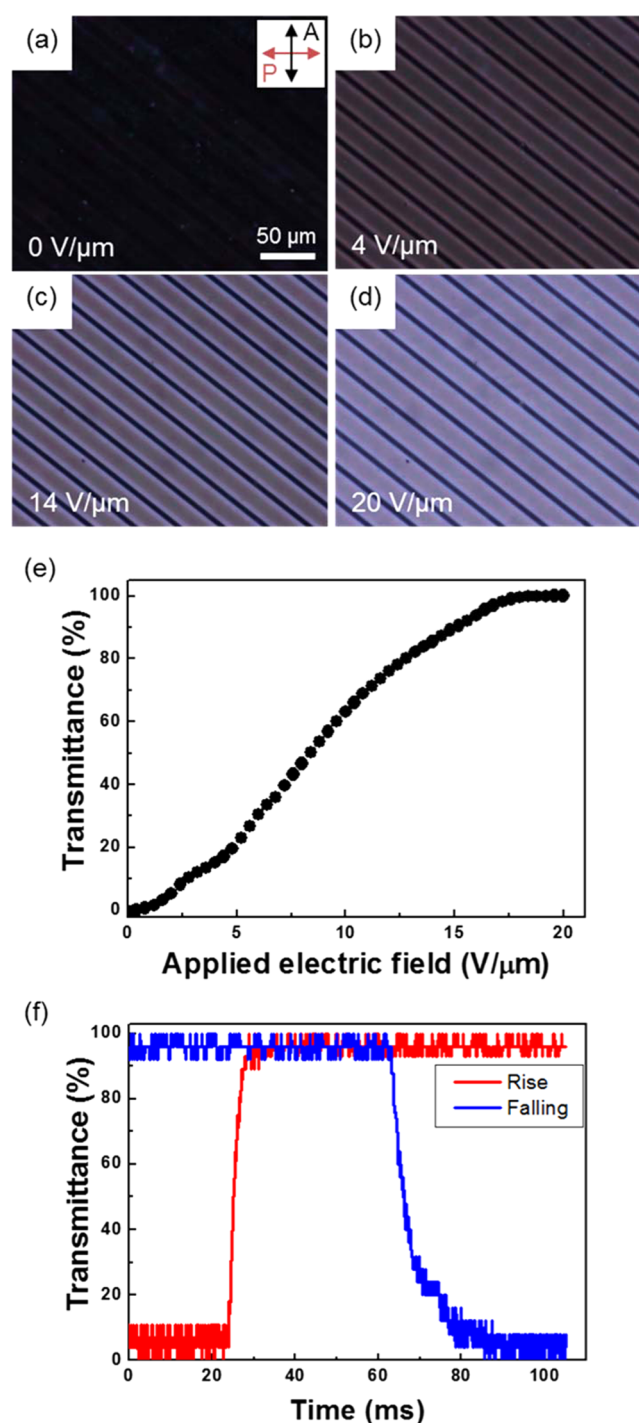 (a)
A
P
0 V/μm
50 μm
(b)
4 V/μm
(c)
14 V/μm
(d)
20 V/μm
(e)
Transmittance (%)
100
80
60
40
20
0
0 5 10 15 20
Applied electric field (V/μm)
(f)
Transmittance (%)
100
80
60
40
20
0
Rise
Falling
0 20 40 60 80 100
Time (ms)